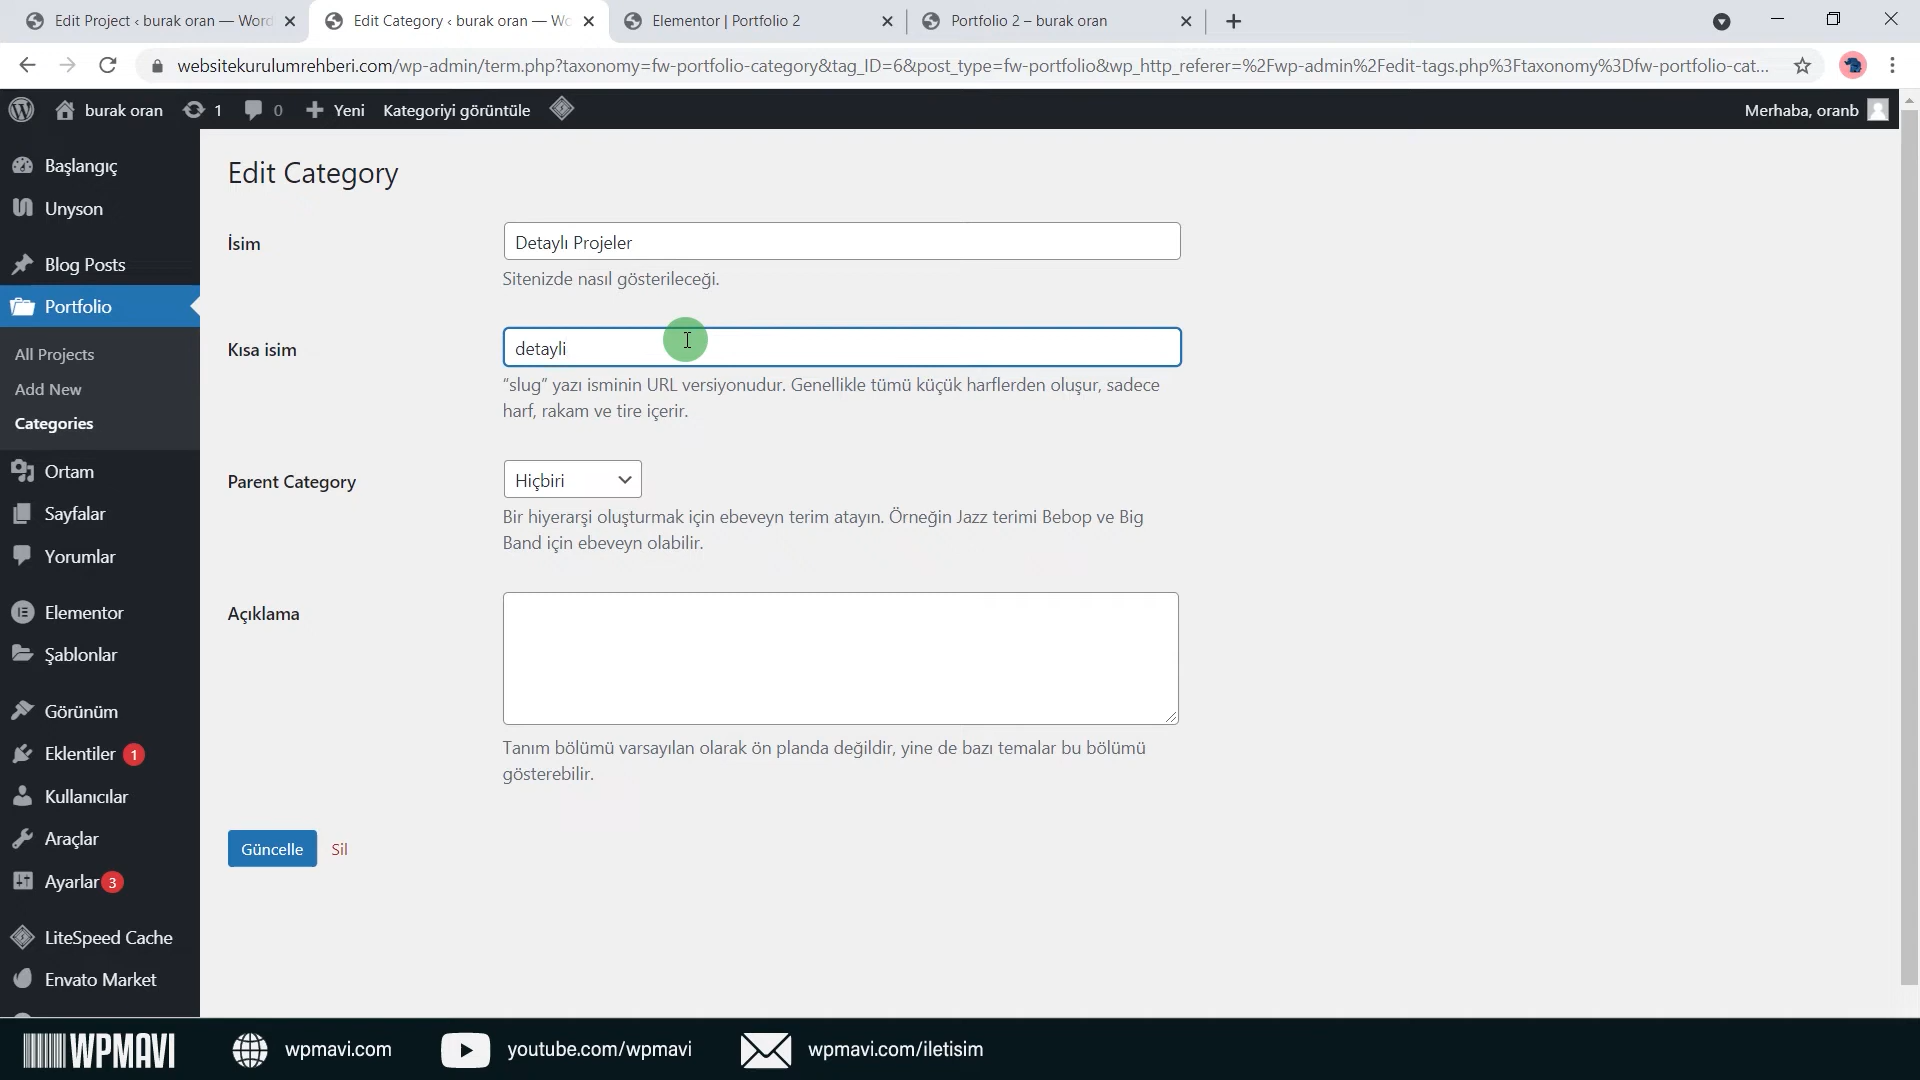 Edit Project ‹ burak oran — Word
Edit Category ‹ burak oran — Wo
Elementor | Portfolio 2
Portfolio 2 – burak oran
websitekurulumrehberi.com/wp-admin/term.php?taxonomy=fw-portfolio-category&tag_ID=6&post_type=fw-portfolio&wp_http_referer=%2Fwp-admin%2Fedit-tags.php%3Ftaxonomy%3Dfw-portfolio-cat...
burak oran
1
0
Yeni
Kategoriyi görüntüle
Merhaba, oranb
Başlangıç
Unyson
Blog Posts
Portfolio
All Projects
Add New
Categories
Ortam
Sayfalar
Yorumlar
Elementor
Şablonlar
Görünüm
Eklentiler 1
Kullanıcılar
Araçlar
Ayarlar 3
LiteSpeed Cache
Envato Market
Edit Category
İsim
Detaylı Projeler
Sitenizde nasıl gösterileceği.
Kısa isim
detayli
“slug” yazı isminin URL versiyonudur. Genellikle tümü küçük harflerden oluşur, sadece
harf, rakam ve tire içerir.
Parent Category
Hiçbiri
Bir hiyerarşi oluşturmak için ebeveyn terim atayın. Örneğin Jazz terimi Bebop ve Big
Band için ebeveyn olabilir.
Açıklama
Tanım bölümü varsayılan olarak ön planda değildir, yine de bazı temalar bu bölümü
gösterebilir.
Güncelle
Sil
WPMAVI
wpmavi.com
youtube.com/wpmavi
wpmavi.com/iletisim